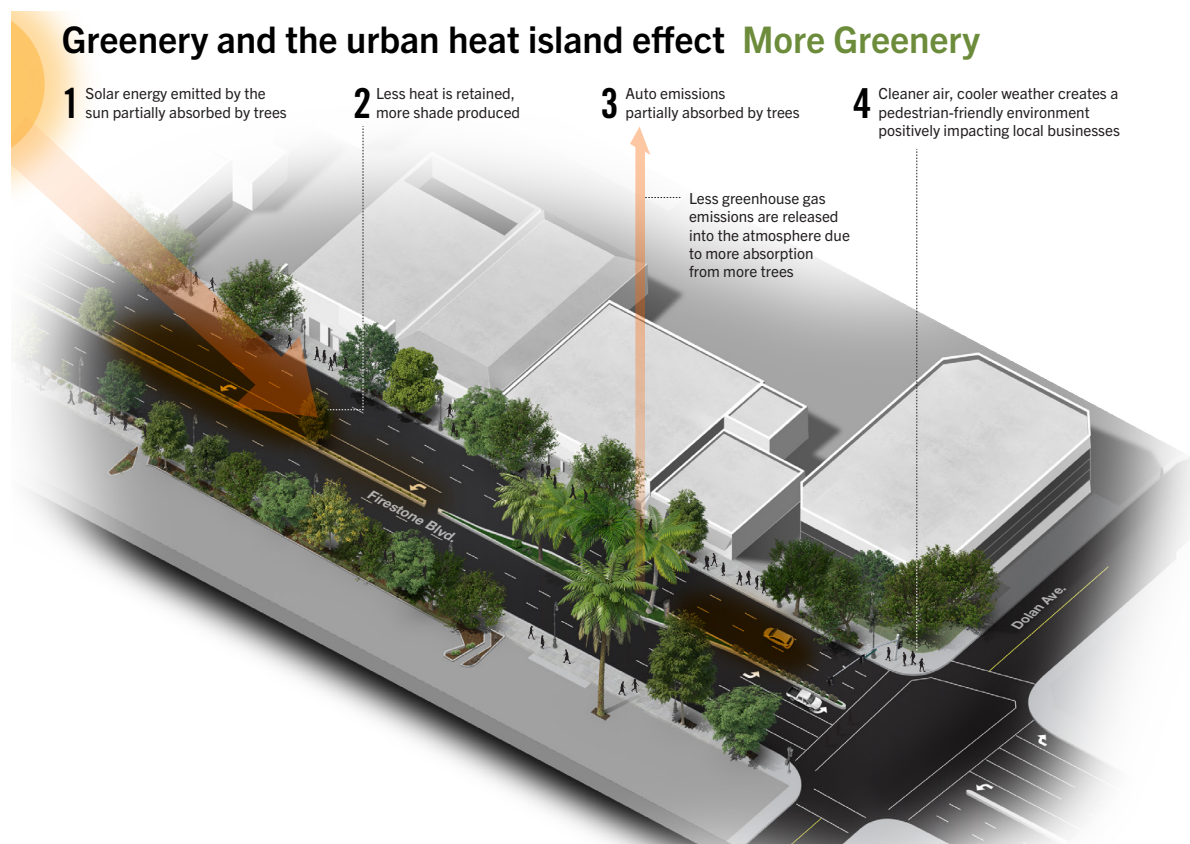 Greenery and the urban heat island effect More Greenery
1 Solar energy emitted by the
sun partially absorbed by trees
2 Less heat is retained,
more shade produced
3 Auto emissions
partially absorbed by trees
4 Cleaner air, cooler weather creates a
pedestrian-friendly environment
positively impacting local businesses
Less greenhouse gas
emissions are released
into the atmosphere due
to more absorption
from more trees
Firestone Blvd.
Dolan Ave.